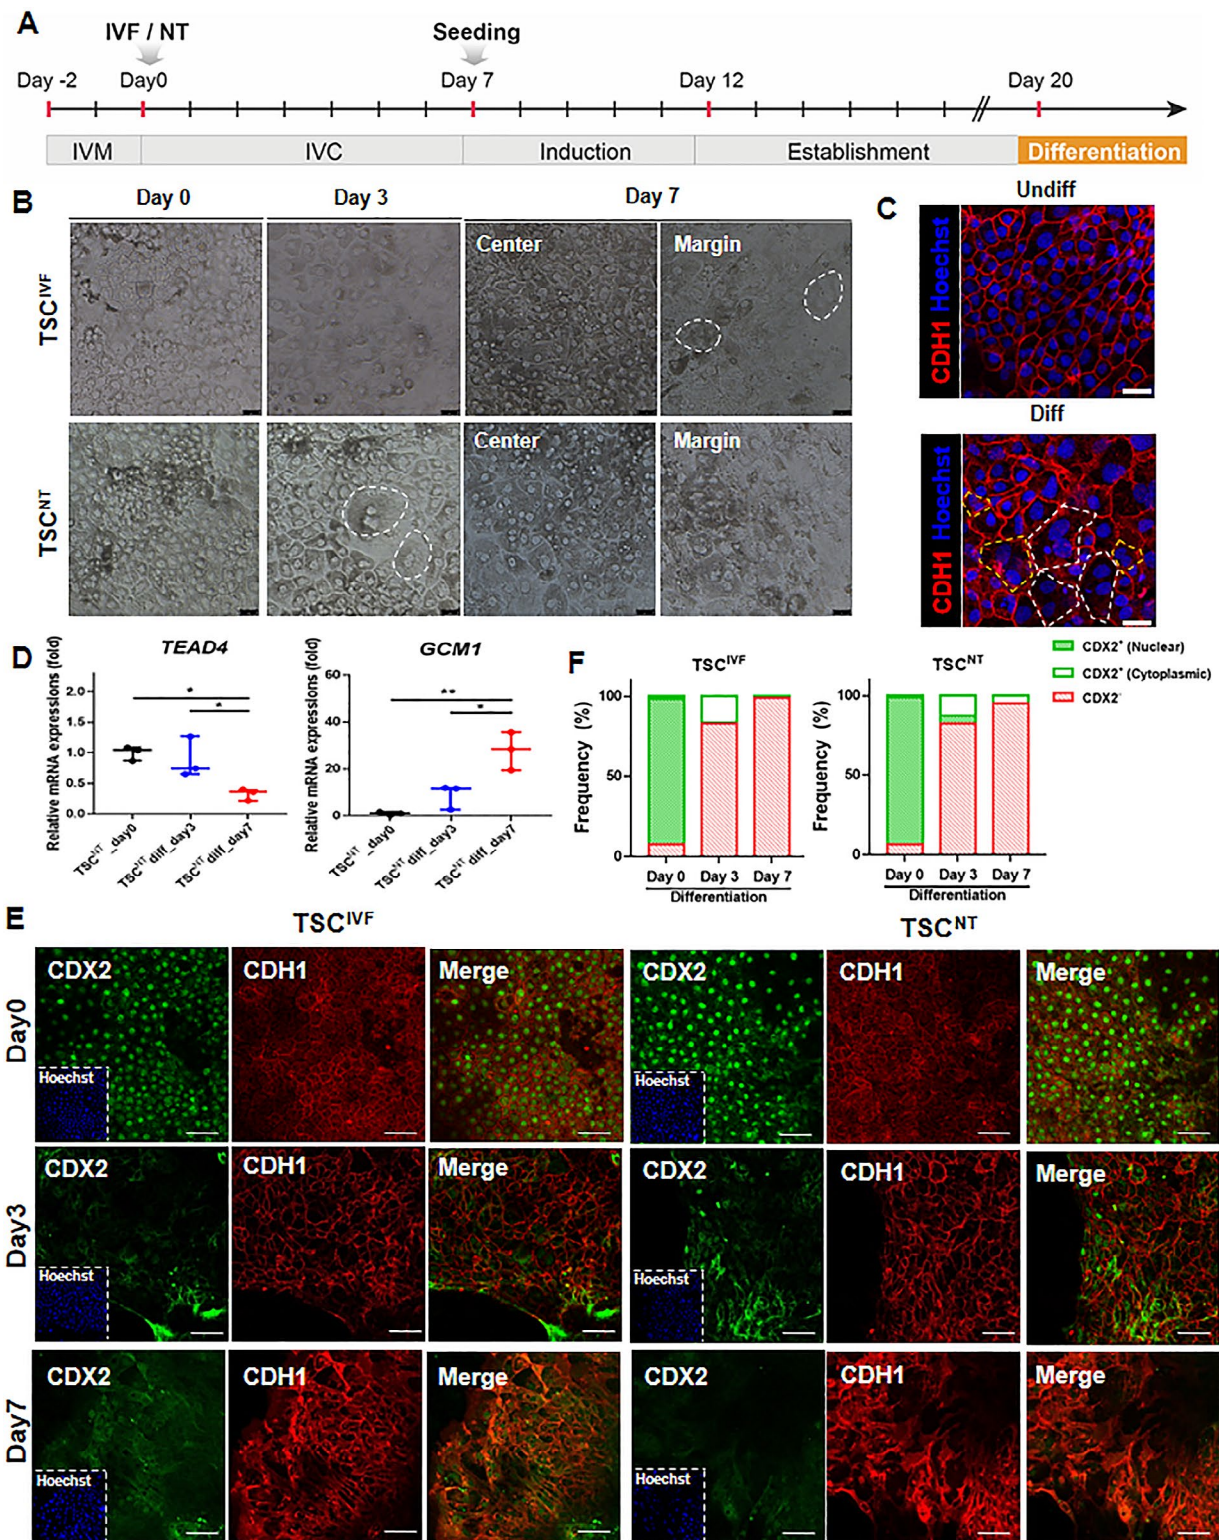 A
IVF / NT
Seeding
Day -2
Day0
Day 7
Day 12
Day 20
IVM
IVC
Induction
Establishment
Differentiation
B
Day 0
Day 3
Day 7
TSC^IVF
Center
Margin
TSC^NT
Center
Margin
C
Undiff
CDH1 Hoechst
Diff
CDH1 Hoechst
D
TEAD4
Relative mRNA expressions (fold)
2.0
1.5
1.0
0.5
0.0
*
*
TSC^NT_day0
TSC^NT diff_day3
TSC^NT diff_day7
GCM1
Relative mRNA expressions (fold)
60
40
20
0
**
*
TSC^NT_day0
TSC^NT diff_day3
TSC^NT diff_day7
F
TSC^IVF
Frequency (%)
100
50
0
Day 0 Day 3 Day 7
Differentiation
TSC^NT
Frequency (%)
100
50
0
Day 0 Day 3 Day 7
Differentiation
CDX2+ (Nuclear)
CDX2+ (Cytoplasmic)
CDX2-
E
TSC^IVF
TSC^NT
Day0
CDX2
Hoechst
CDH1
Merge
CDX2
Hoechst
CDH1
Merge
Day3
CDX2
Hoechst
CDH1
Merge
CDX2
Hoechst
CDH1
Merge
Day7
CDX2
Hoechst
CDH1
Merge
CDX2
Hoechst
CDH1
Merge